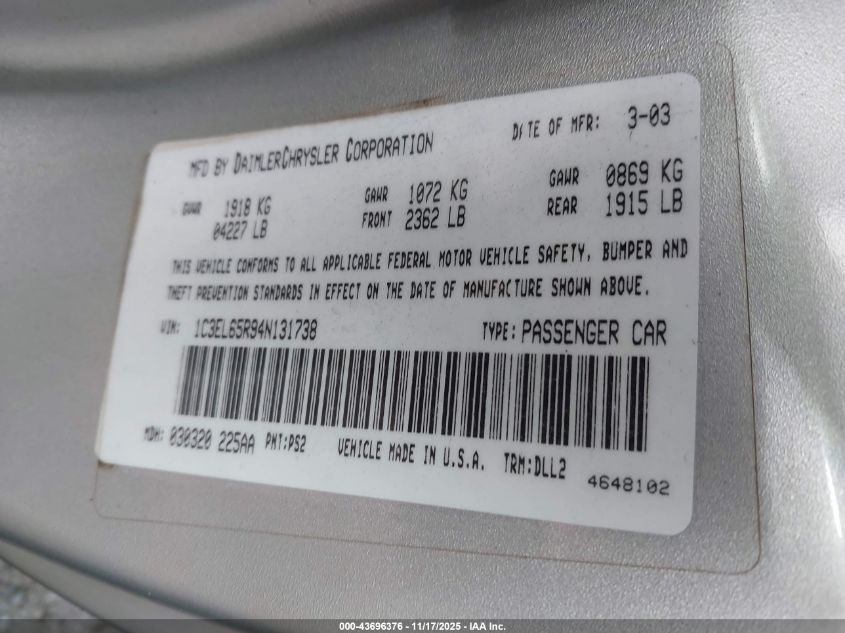 MFD BY DAIMLERCHRYSLER CORPORATION DATE OF MFR: 3-03
GVWR 1918 KG GAWR 1072 KG GAWR 0869 KG
04227 LB FRONT 2362 LB REAR 1915 LB
THIS VEHICLE CONFORMS TO ALL APPLICABLE FEDERAL MOTOR VEHICLE SAFETY, BUMPER AND
THEFT PREVENTION STANDARDS IN EFFECT ON THE DATE OF MANUFACTURE SHOWN ABOVE.
VIN: 1C3EL65R94N131738 TYPE: PASSENGER CAR
MDH: 030320 225AA PNT:PS2 VEHICLE MADE IN U.S.A. TRM:DLL2 4648102
000-43696376 - 11/17/2025 - IAA Inc.